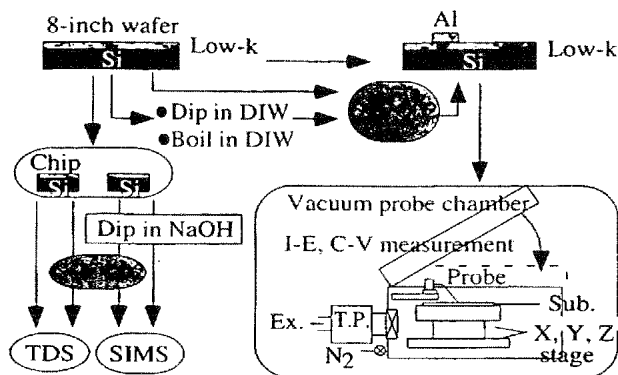 8-inch wafer
Si
Low-k
Al
Si
Low-k
● Dip in DIW
● Boil in DIW
Chip
Si
Si
Dip in NaOH
TDS
SIMS
Vacuum probe chamber
I-E, C-V measurement
Probe
Sub.
Ex.
T.P.
X, Y, Z
stage
N2